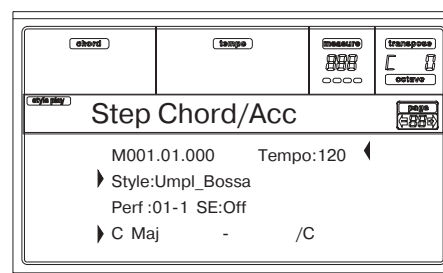 chord
tempo
measure
888
transpose
C 0
octave
style play
Step Chord/Acc
page
88
M001.01.000 Tempo:120
Style:Umpl_Bossa
Perf :01-1 SE:Off
C Maj - /C